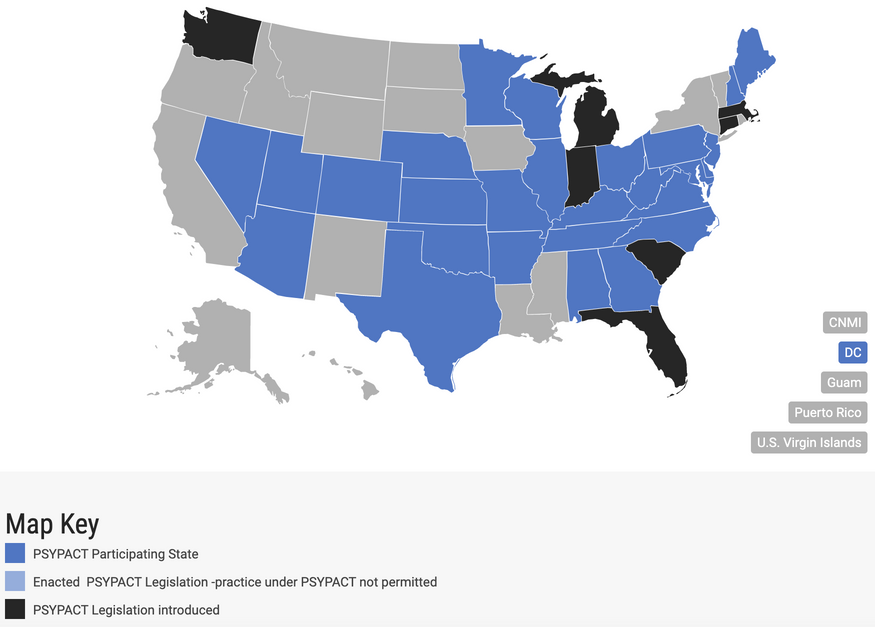 CNMI
DC
Guam
Puerto Rico
U.S. Virgin Islands
Map Key
PSYPACT Participating State
Enacted  PSYPACT Legislation -practice under PSYPACT not permitted
PSYPACT Legislation introduced